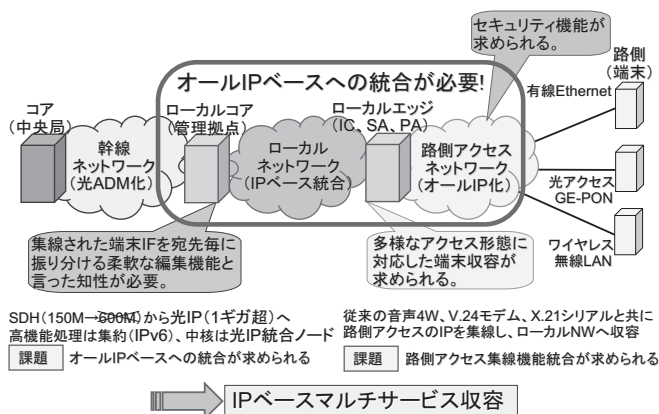 セキュリティ機能が
求められる。
オールIPベースへの統合が必要!
路側
(端末)
有線Ethernet
コア
(中央局)
ローカルコア
(管理拠点)
ローカルエッジ
(IC、SA、PA)
幹線
ネットワーク
(光ADM化)
ローカル
ネットワーク
(IPベース統合)
路側アクセス
ネットワーク
(オールIP化)
光アクセス
GE-PON
ワイヤレス
無線LAN
集線された端末IFを宛先毎に
振り分ける柔軟な編集機能と
言った知性が必要。
多様なアクセス形態に
対応した端末収容が
求められる。
SDH(150M→600M)から光IP(1ギガ超)へ
高機能処理は集約(IPv6)、中核は光IP統合ノード
課題 オールIPベースへの統合が求められる
従来の音声4W、V.24モデム、X.21シリアルと共に
路側アクセスのIPを集線し、ローカルNWへ収容
課題 路側アクセス集線機能統合が求められる
IPベースマルチサービス収容